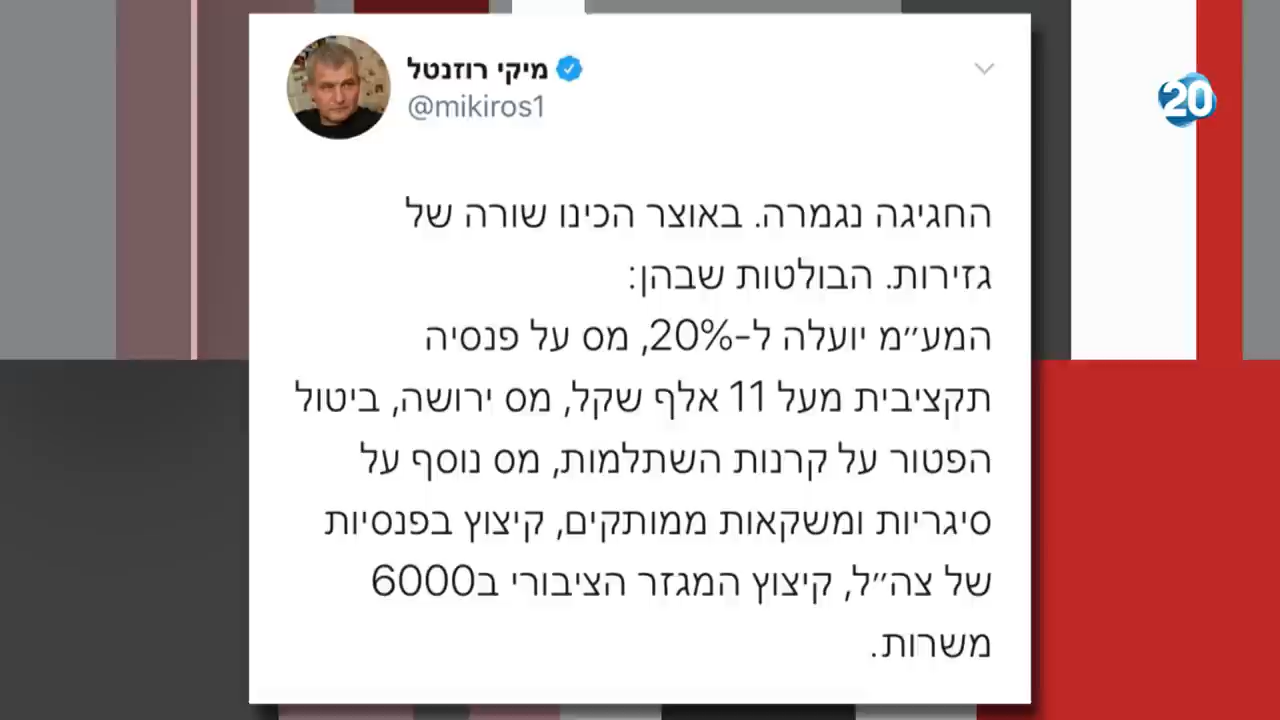 מיקי רוזנטל
@mikiros1
20
החגיגה נגמרה. באוצר הכינו שורה של
גזירות. הבולטות שבהן:
המע״מ יועלה ל-20%, מס על פנסיה
תקציבית מעל 11 אלף שקל, מס ירושה, ביטול
הפטור על קרנות השתלמות, מס נוסף על
סיגריות ומשקאות ממותקים, קיצוץ בפנסיות
של צה״ל, קיצוץ המגזר הציבורי ב6000
משרות.